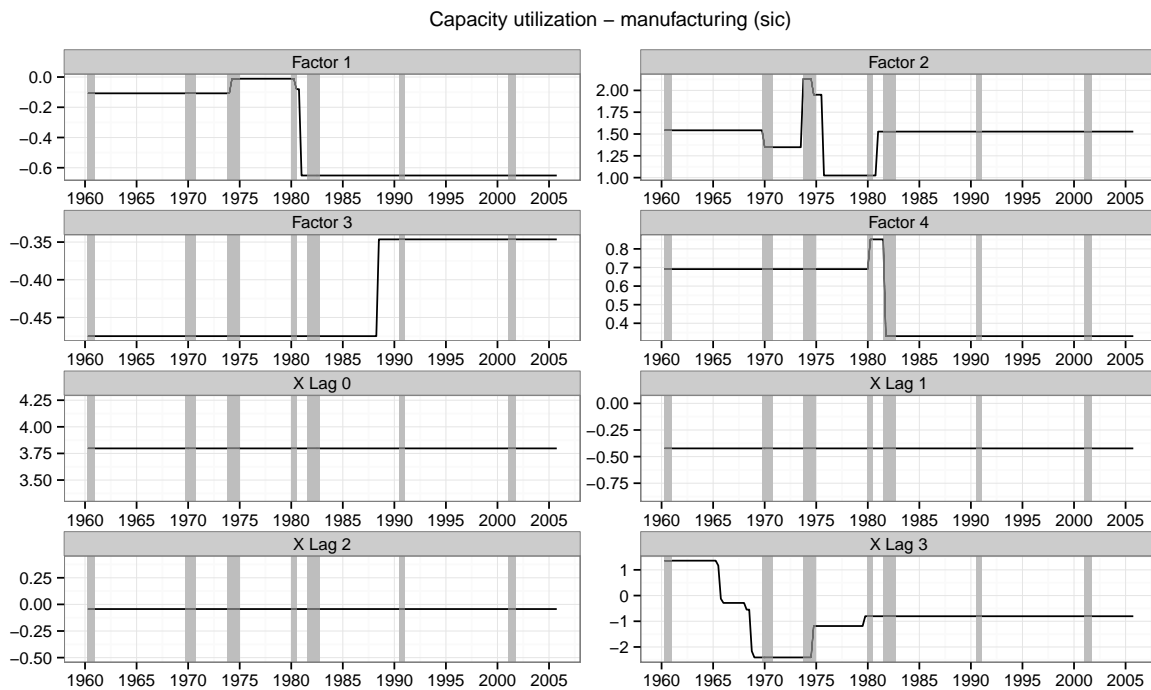 Capacity utilization − manufacturing (sic)
Factor 1
Factor 2
0.0
−0.2
−0.4
−0.6
2.00
1.75
1.50
1.25
1.00
1960 1965 1970 1975 1980 1985 1990 1995 2000 2005
1960 1965 1970 1975 1980 1985 1990 1995 2000 2005
Factor 3
Factor 4
−0.35
−0.40
−0.45
0.8
0.7
0.6
0.5
0.4
1960 1965 1970 1975 1980 1985 1990 1995 2000 2005
1960 1965 1970 1975 1980 1985 1990 1995 2000 2005
X Lag 0
X Lag 1
4.25
4.00
3.75
3.50
0.00
−0.25
−0.50
−0.75
1960 1965 1970 1975 1980 1985 1990 1995 2000 2005
1960 1965 1970 1975 1980 1985 1990 1995 2000 2005
X Lag 2
X Lag 3
0.25
0.00
−0.25
−0.50
1
0
−1
−2
1960 1965 1970 1975 1980 1985 1990 1995 2000 2005
1960 1965 1970 1975 1980 1985 1990 1995 2000 2005